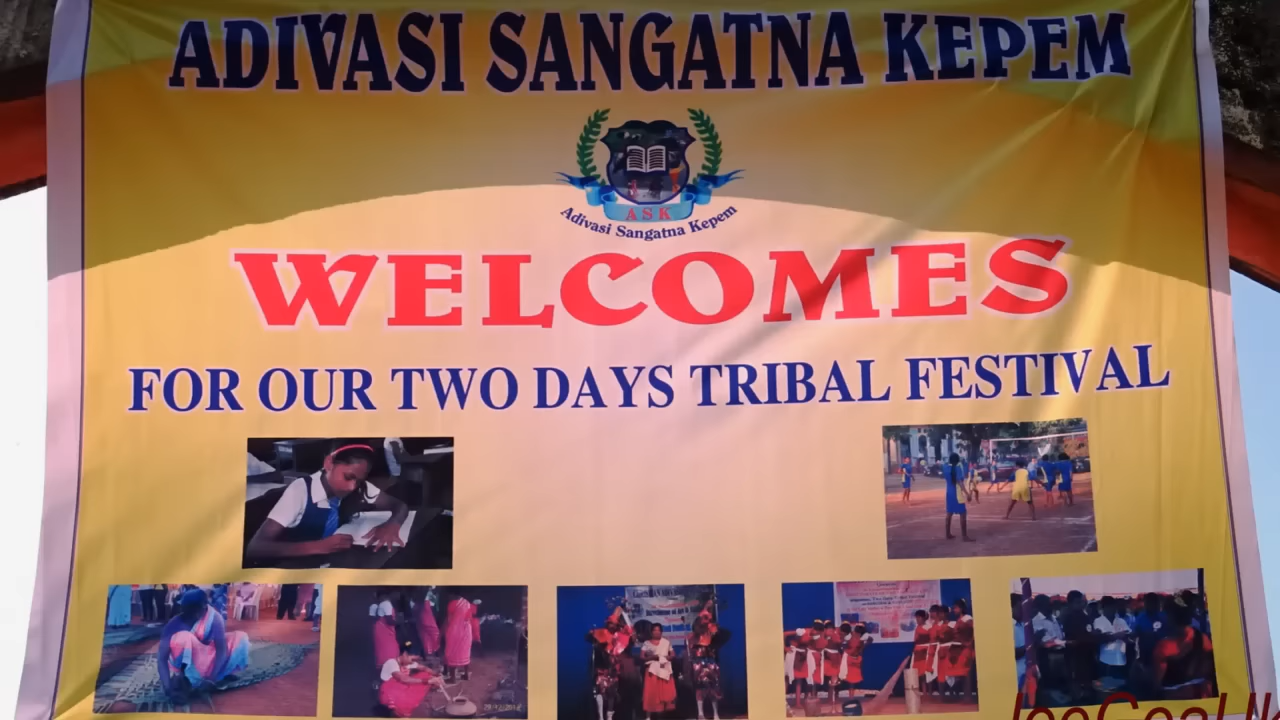 ADIVASI SANGATNA KEPEM
ASK
Adivasi Sangatna Kepem
WELCOMES
FOR OUR TWO DAYS TRIBAL FESTIVAL